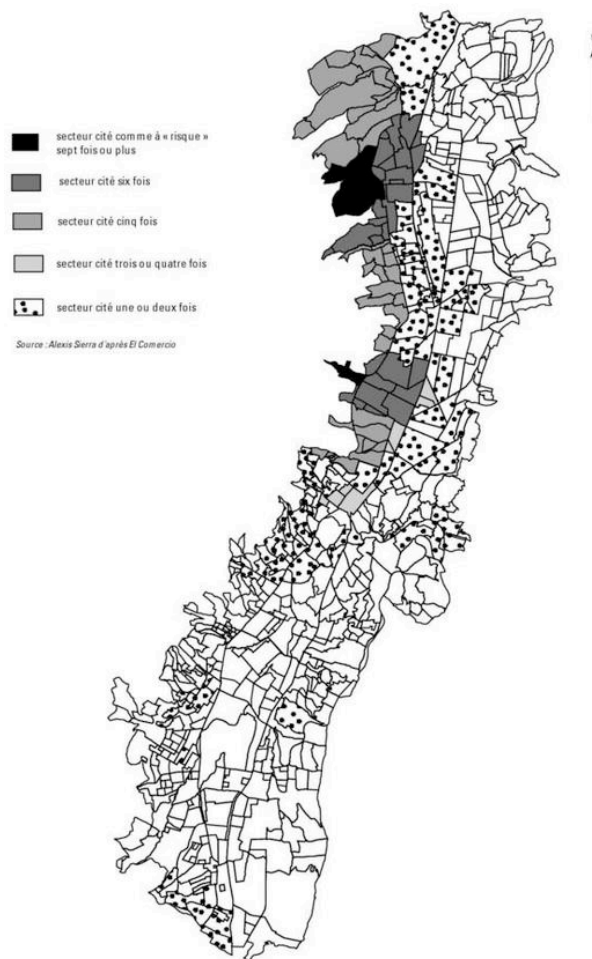 secteur cité comme à « risque »
sept fois ou plus
secteur cité six fois
secteur cité cinq fois
secteur cité trois ou quatre fois
secteur cité une ou deux fois
Source : Alexis Sierra d'après El Comercio